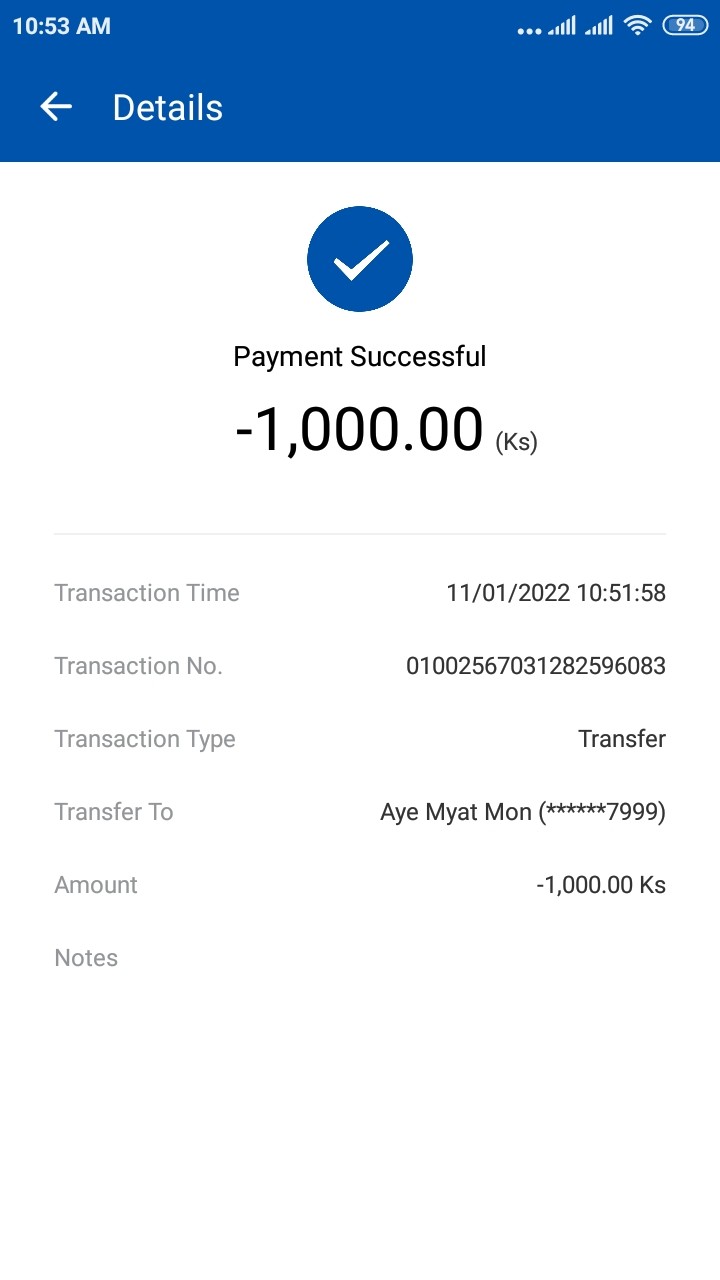 10:53 AM 94
Details
Payment Successful
-1,000.00 (Ks)
Transaction Time 11/01/2022 10:51:58
Transaction No. 01002567031282596083
Transaction Type Transfer
Transfer To Aye Myat Mon (******7999)
Amount -1,000.00 Ks
Notes